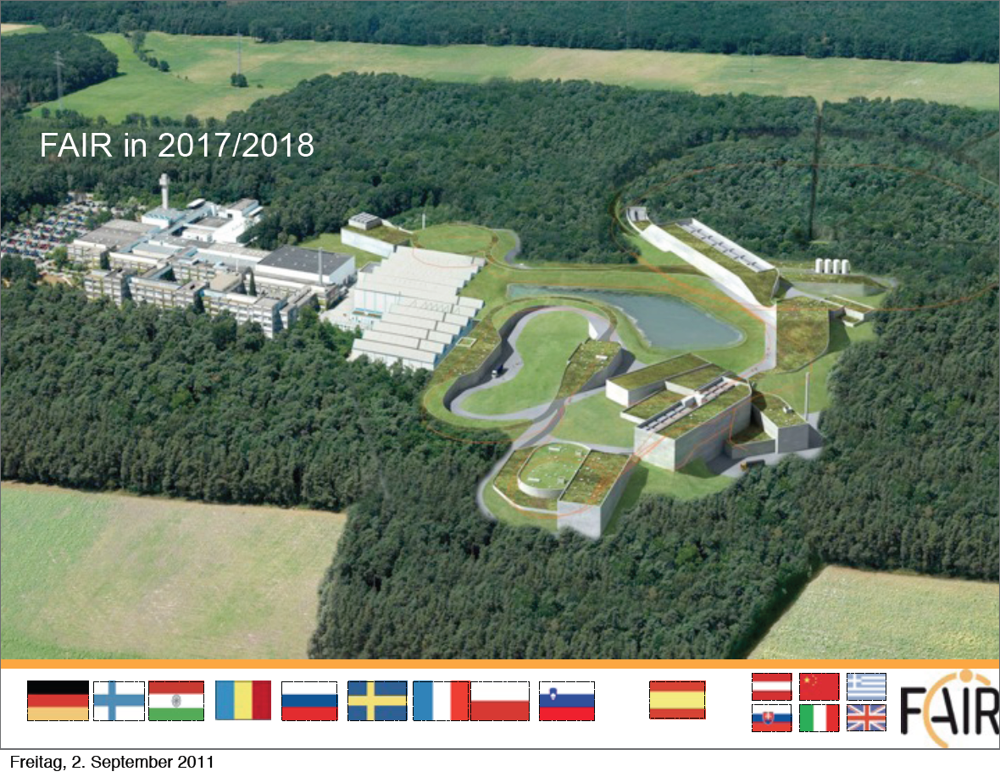 FAIR in 2017/2018
FAIR
Freitag, 2. September 2011